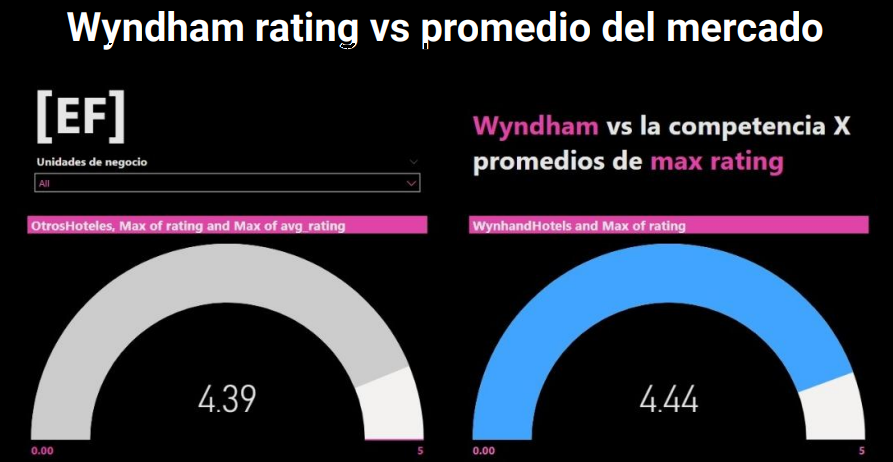 Wyndham rating vs promedio del mercado
[EF]
Unidades de negocio
All
Wyndham vs la competencia X
promedios de max rating
OtrosHoteles, Max of rating and Max of avg_rating
4.39
0.00
5
WynhandHotels and Max of rating
4.44
0.00
5